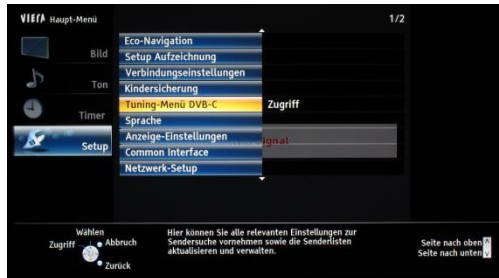 VIERA Haupt-Menü 1/2
Bild
Ton
Timer
Setup
Eco-Navigation
Setup Aufzeichnung
Verbindungseinstellungen
Kindersicherung
Tuning-Menü DVB-C Zugriff
Sprache
Anzeige-Einstellungen
Common Interface
Netzwerk-Setup
ignal
Wählen
Zugriff
Abbruch
Zurück
Hier können Sie alle relevanten Einstellungen zur
Sendersuche vornehmen sowie die Senderlisten
aktualisieren und verwalten.
Seite nach oben
Seite nach unten